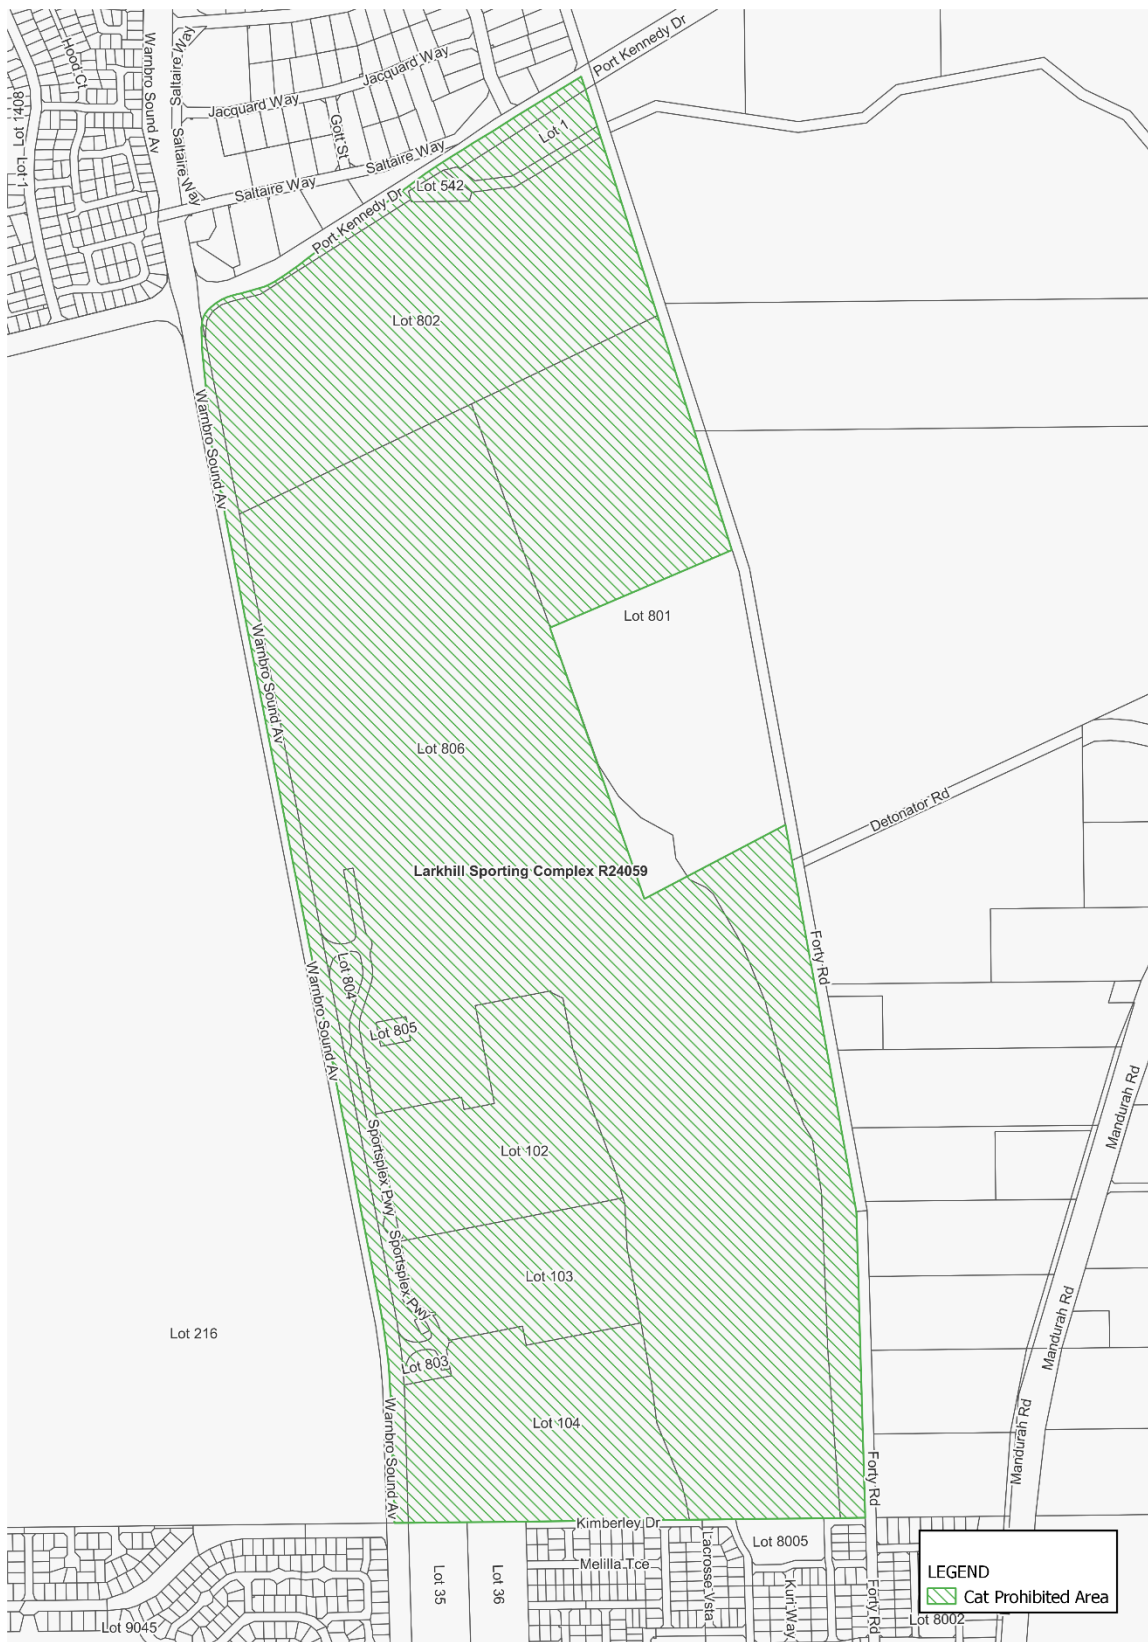 Hood Ct
Warnbro Sound Av
Saltaire Way
Saltaire Way
Port Kennedy Dr
Jacquard Way
Jacquard Way
Gott St
Lot 1408
Lot 1
Lot 1
Saltaire Way
Saltaire Way
Lot 542
Port Kennedy Dr
Lot 802
Warnbro Sound Av
Lot 801
Warnbro Sound Av
Lot 806
Detonator Rd
Larkhill Sporting Complex R24059
Forty Rd
Lot 804
Warnbro Sound Av
Lot 805
Mandurah Rd
Sportsplex Pwy
Lot 102
Sportsplex Pwy
Lot 103
Mandurah Rd
Lot 216
Lot 803
Lot 104
Warnbro Sound Av
Mandurah Rd
Forty Rd
Kimberley Dr
Lot 8005
Melilla Tce
Lacrosse Vsta
Lot 35
Lot 36
Kuri Way
Forty Rd
Lot 9045
Lot 8002
LEGEND
Cat Prohibited Area